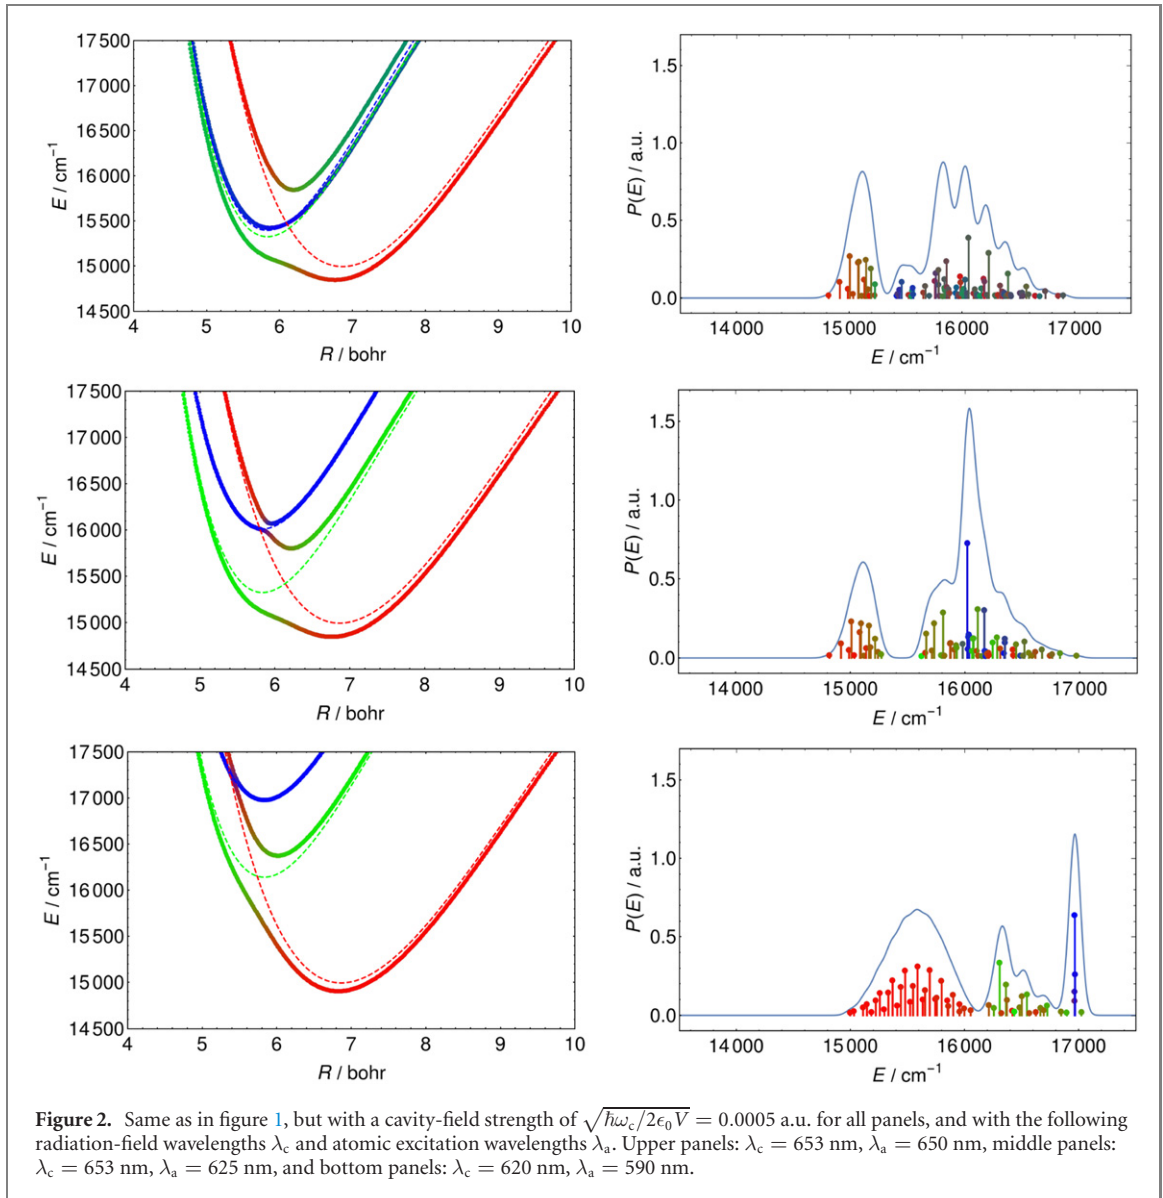 17500
17000
16500
16000
15500
15000
14500
E / cm⁻¹
4 5 6 7 8 9 10
R / bohr
1.5
1.0
0.5
0.0
P(E) / a.u.
14000 15000 16000 17000
E / cm⁻¹
17500
17000
16500
16000
15500
15000
14500
E / cm⁻¹
4 5 6 7 8 9 10
R / bohr
1.5
1.0
0.5
0.0
P(E) / a.u.
14000 15000 16000 17000
E / cm⁻¹
17500
17000
16500
16000
15500
15000
14500
E / cm⁻¹
4 5 6 7 8 9 10
R / bohr
1.5
1.0
0.5
0.0
P(E) / a.u.
14000 15000 16000 17000
E / cm⁻¹
Figure 2. Same as in figure 1, but with a cavity-field strength of √ħω_c/2ϵ₀V = 0.0005 a.u. for all panels, and with the following
radiation-field wavelengths λ_c and atomic excitation wavelengths λ_a. Upper panels: λ_c = 653 nm, λ_a = 650 nm, middle panels:
λ_c = 653 nm, λ_a = 625 nm, and bottom panels: λ_c = 620 nm, λ_a = 590 nm.